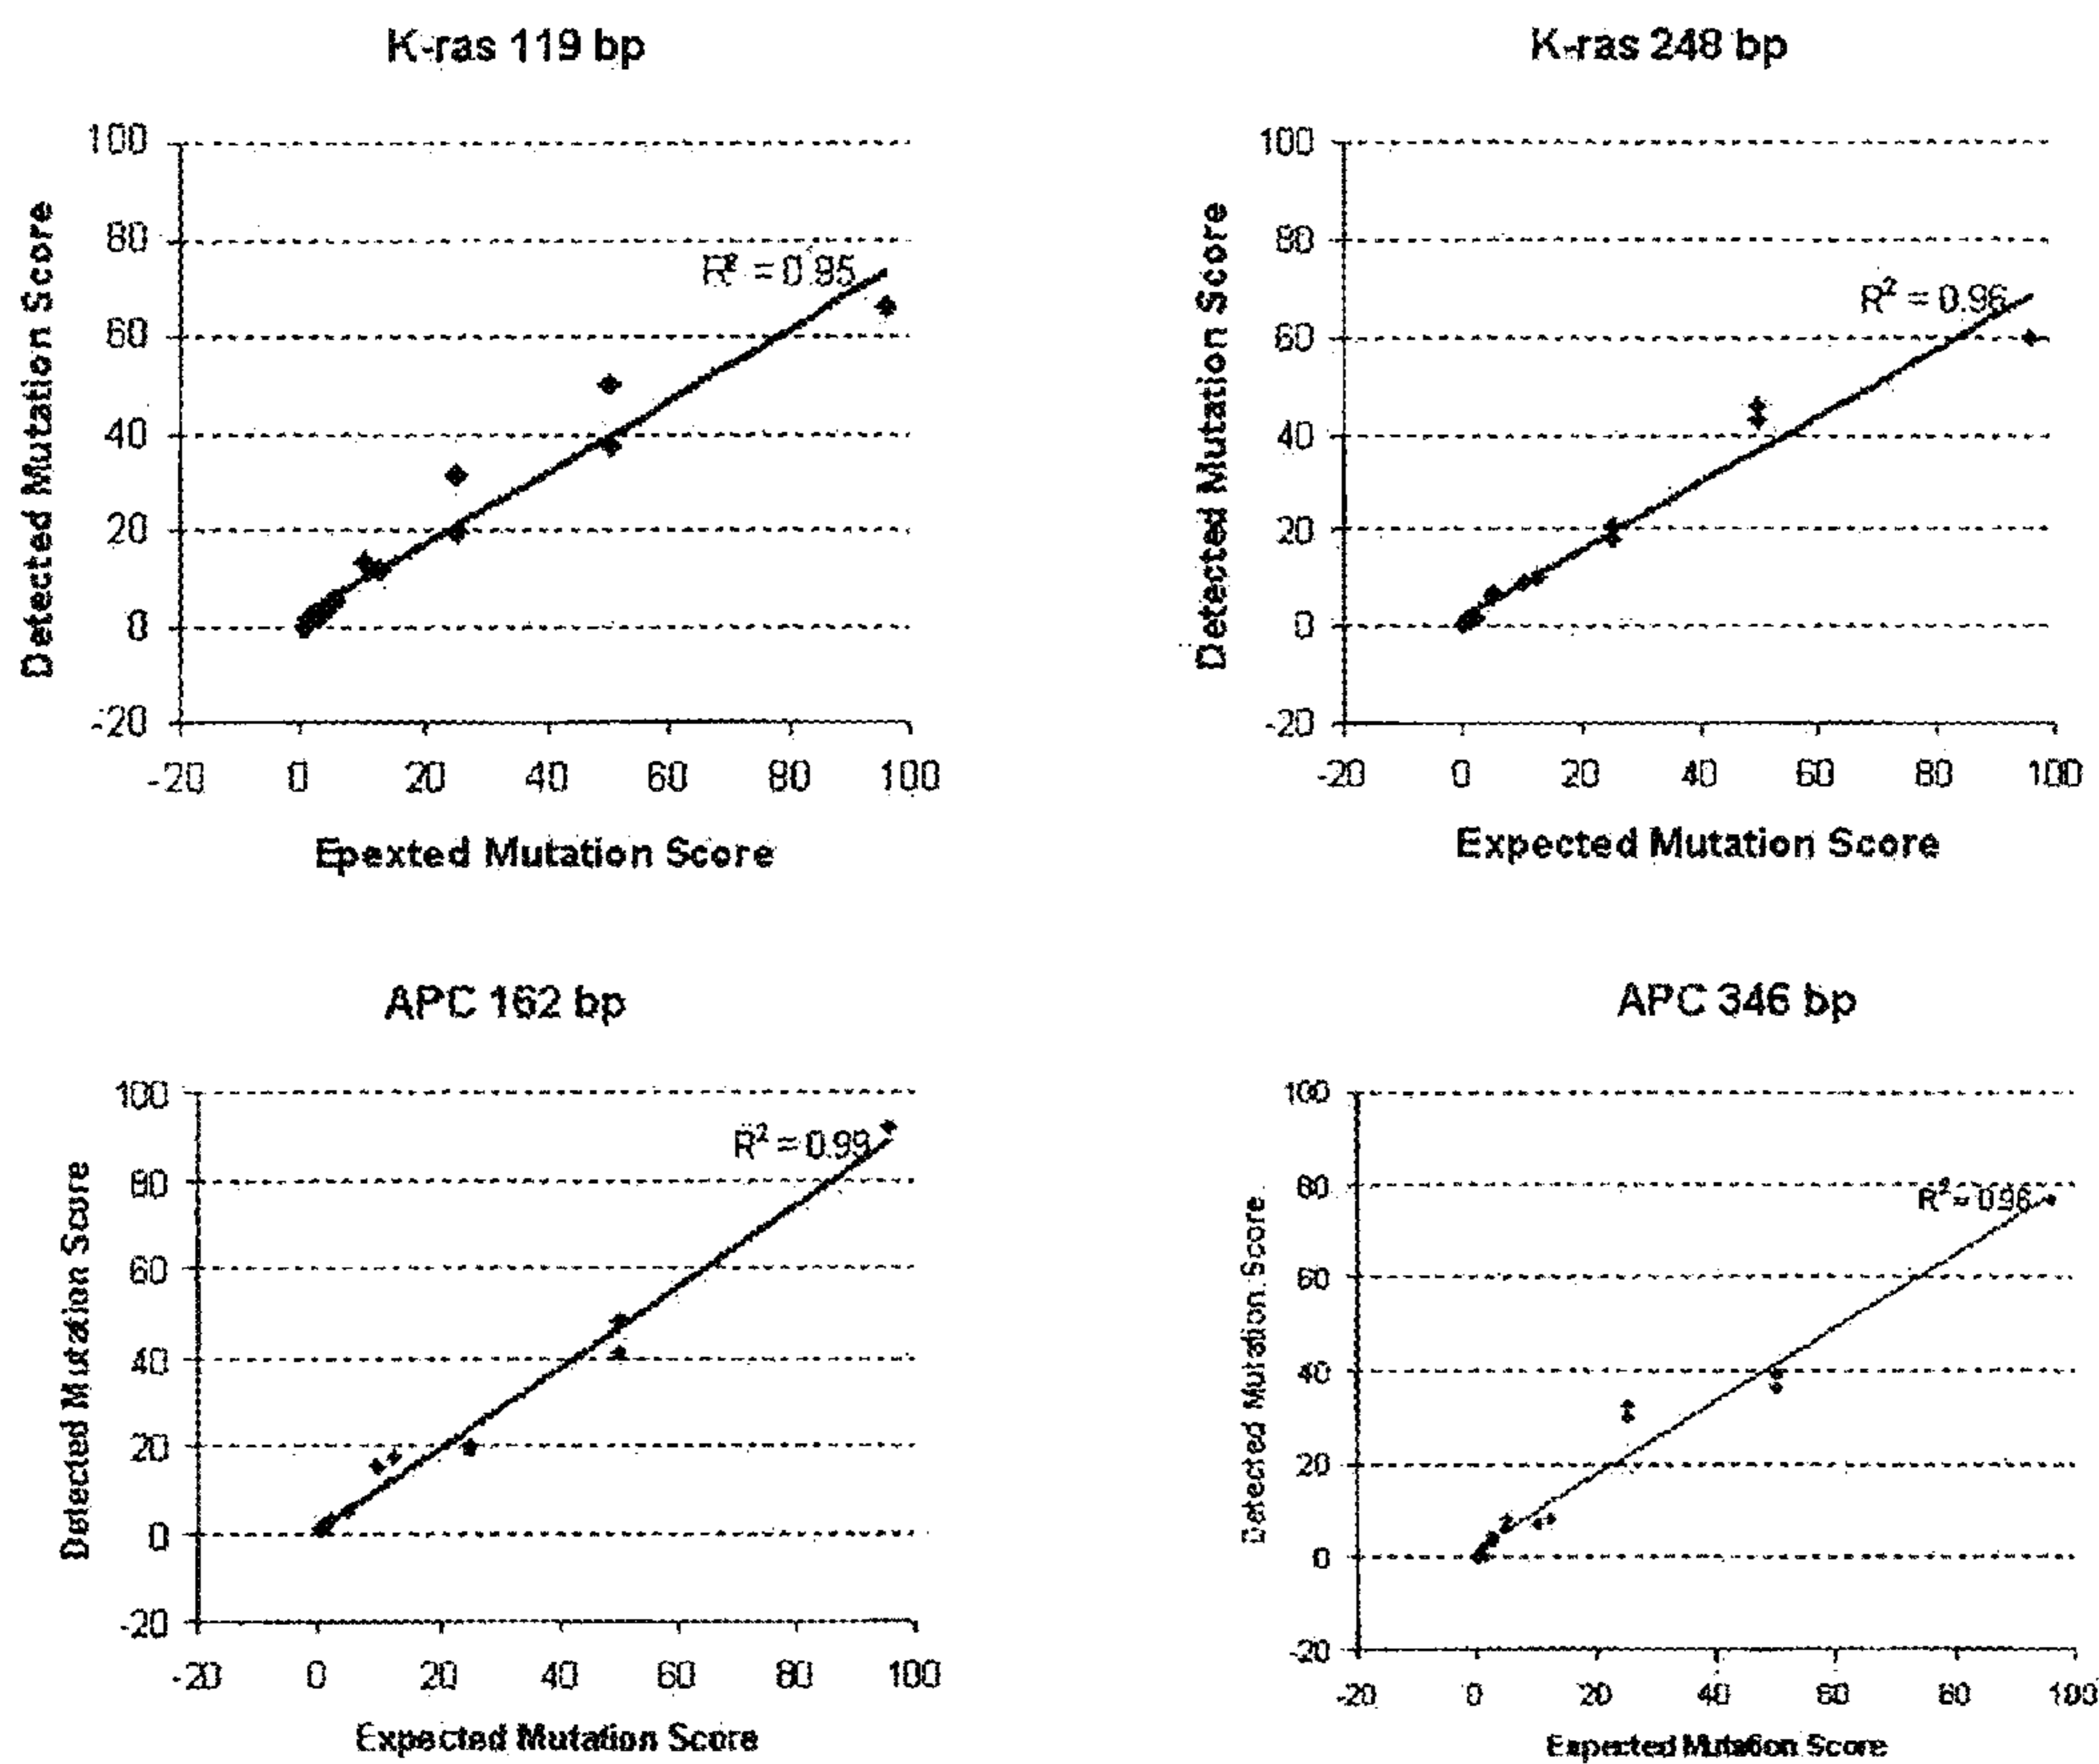 K-ras 119 bp
100
80
60
40
20
0
-20
-20 0 20 40 60 80 100
Detected Mutation Score
R² = 0.95
Epexted Mutation Score
K-ras 248 bp
100
80
60
40
20
0
-20
-20 0 20 40 60 80 100
Detected Mutation Score
R² = 0.96
Expected Mutation Score
APC 162 bp
100
80
60
40
20
0
-20
-20 0 20 40 60 80 100
Detected Mutation Score
R² = 0.99
Expected Mutation Score
APC 346 bp
100
80
60
40
20
0
-20
-20 0 20 40 60 80 100
Detected Mutation Score
R² = 0.96
Expected Mutation Score